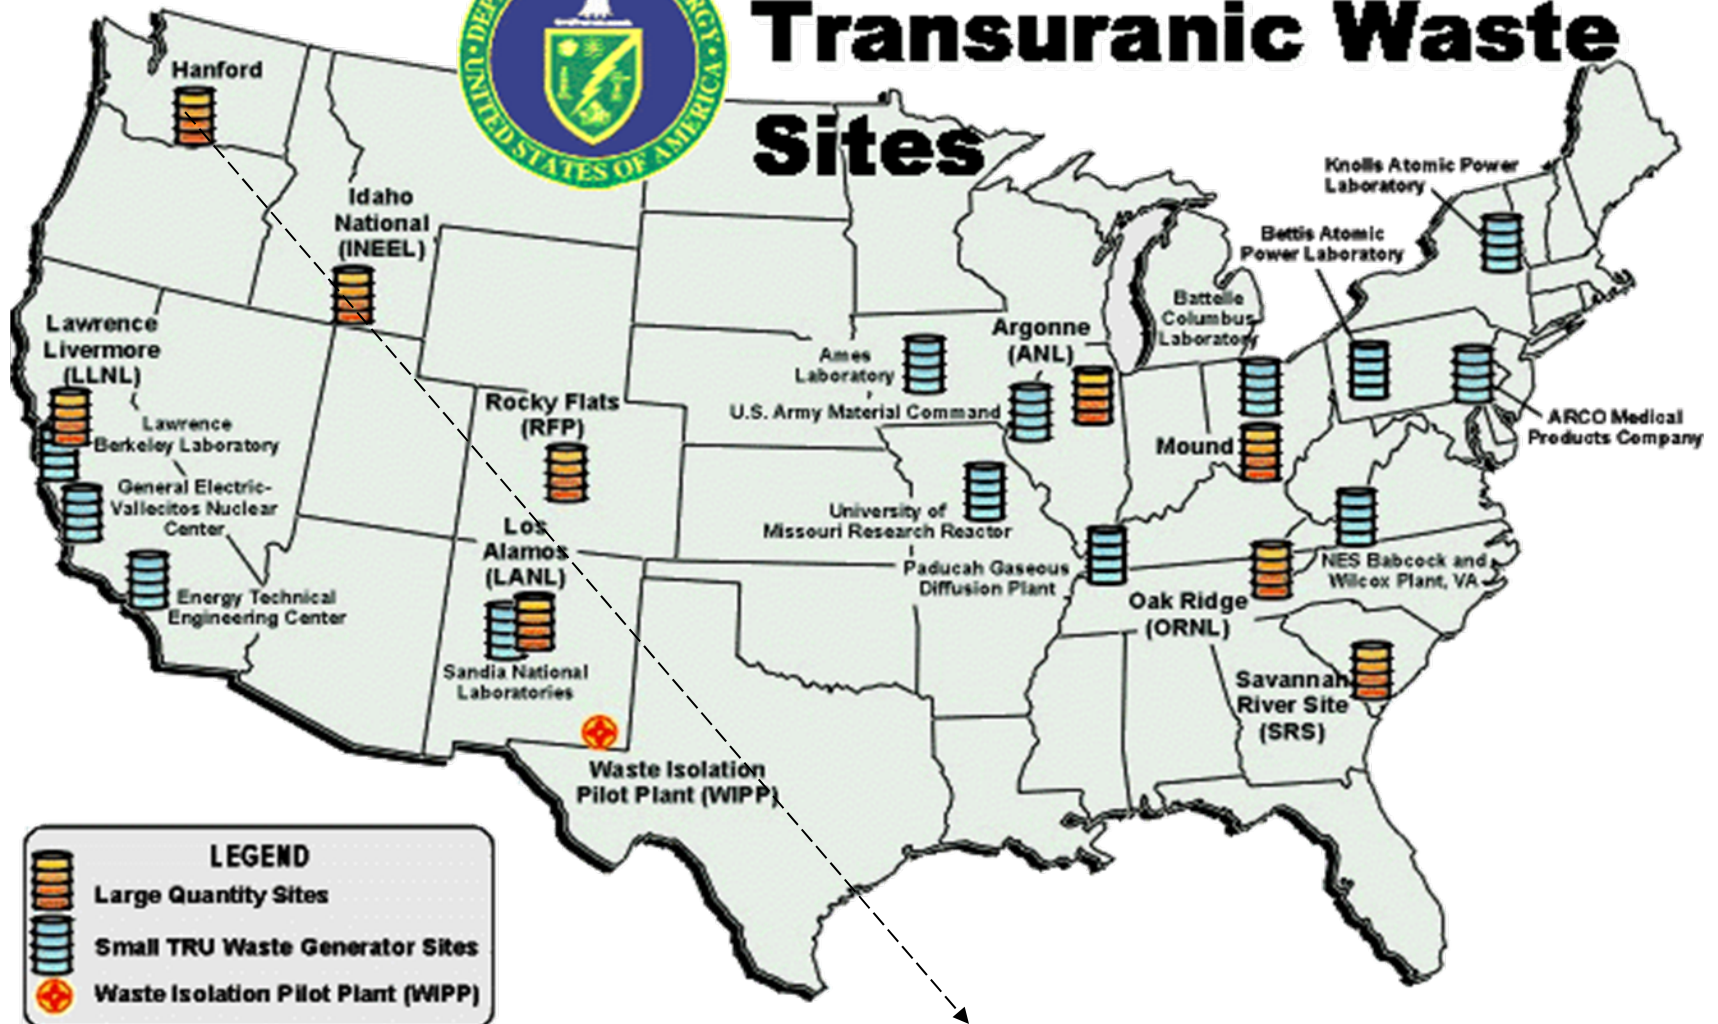 Transuranic Waste
Sites
UNITED STATES OF AMERICA
Hanford
Idaho
National
(INEEL)
Lawrence
Livermore
(LLNL)
Lawrence
Berkeley Laboratory
General Electric-
Vallecitos Nuclear
Center
Energy Technical
Engineering Center
Rocky Flats
(RFP)
Los
Alamos
(LANL)
Sandia National
Laboratories
Waste Isolation
Pilot Plant (WIPP)
Ames
Laboratory
U.S. Army Material Command
Argonne
(ANL)
University of
Missouri Research Reactor
Paducah Gaseous
Diffusion Plant
Battelle
Columbus
Laboratory
Mound
Oak Ridge
(ORNL)
Savannah
River Site
(SRS)
NES Babcock and
Wilcox Plant, VA
Knolls Atomic Power
Laboratory
Bettis Atomic
Power Laboratory
ARCO Medical
Products Company
LEGEND
Large Quantity Sites
Small TRU Waste Generator Sites
Waste Isolation Pilot Plant (WIPP)